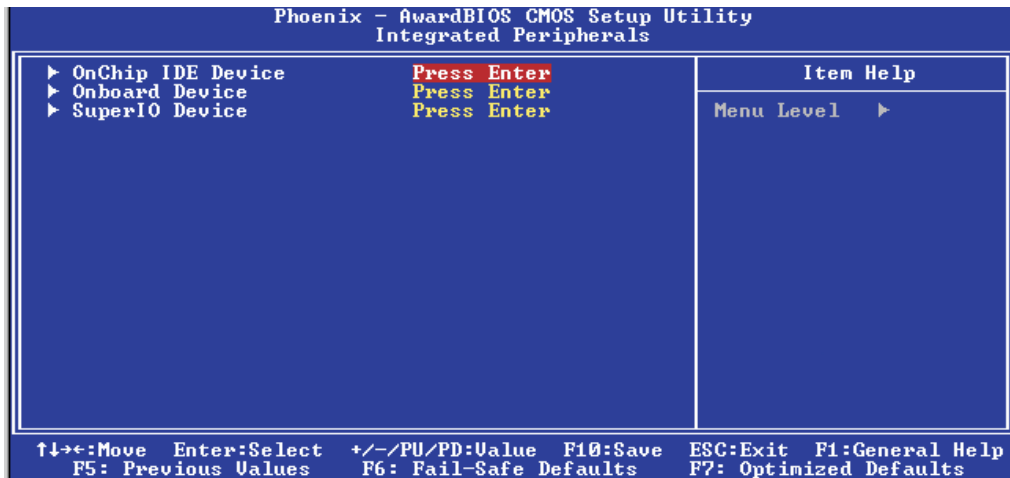 Phoenix - AwardBIOS CMOS Setup Utility
Integrated Peripherals
▶ OnChip IDE Device Press Enter
▶ Onboard Device Press Enter
▶ SuperIO Device Press Enter
Item Help
Menu Level ▶
↑↓→←:Move Enter:Select +/-/PU/PD:Value F10:Save ESC:Exit F1:General Help
F5: Previous Values F6: Fail-Safe Defaults F7: Optimized Defaults